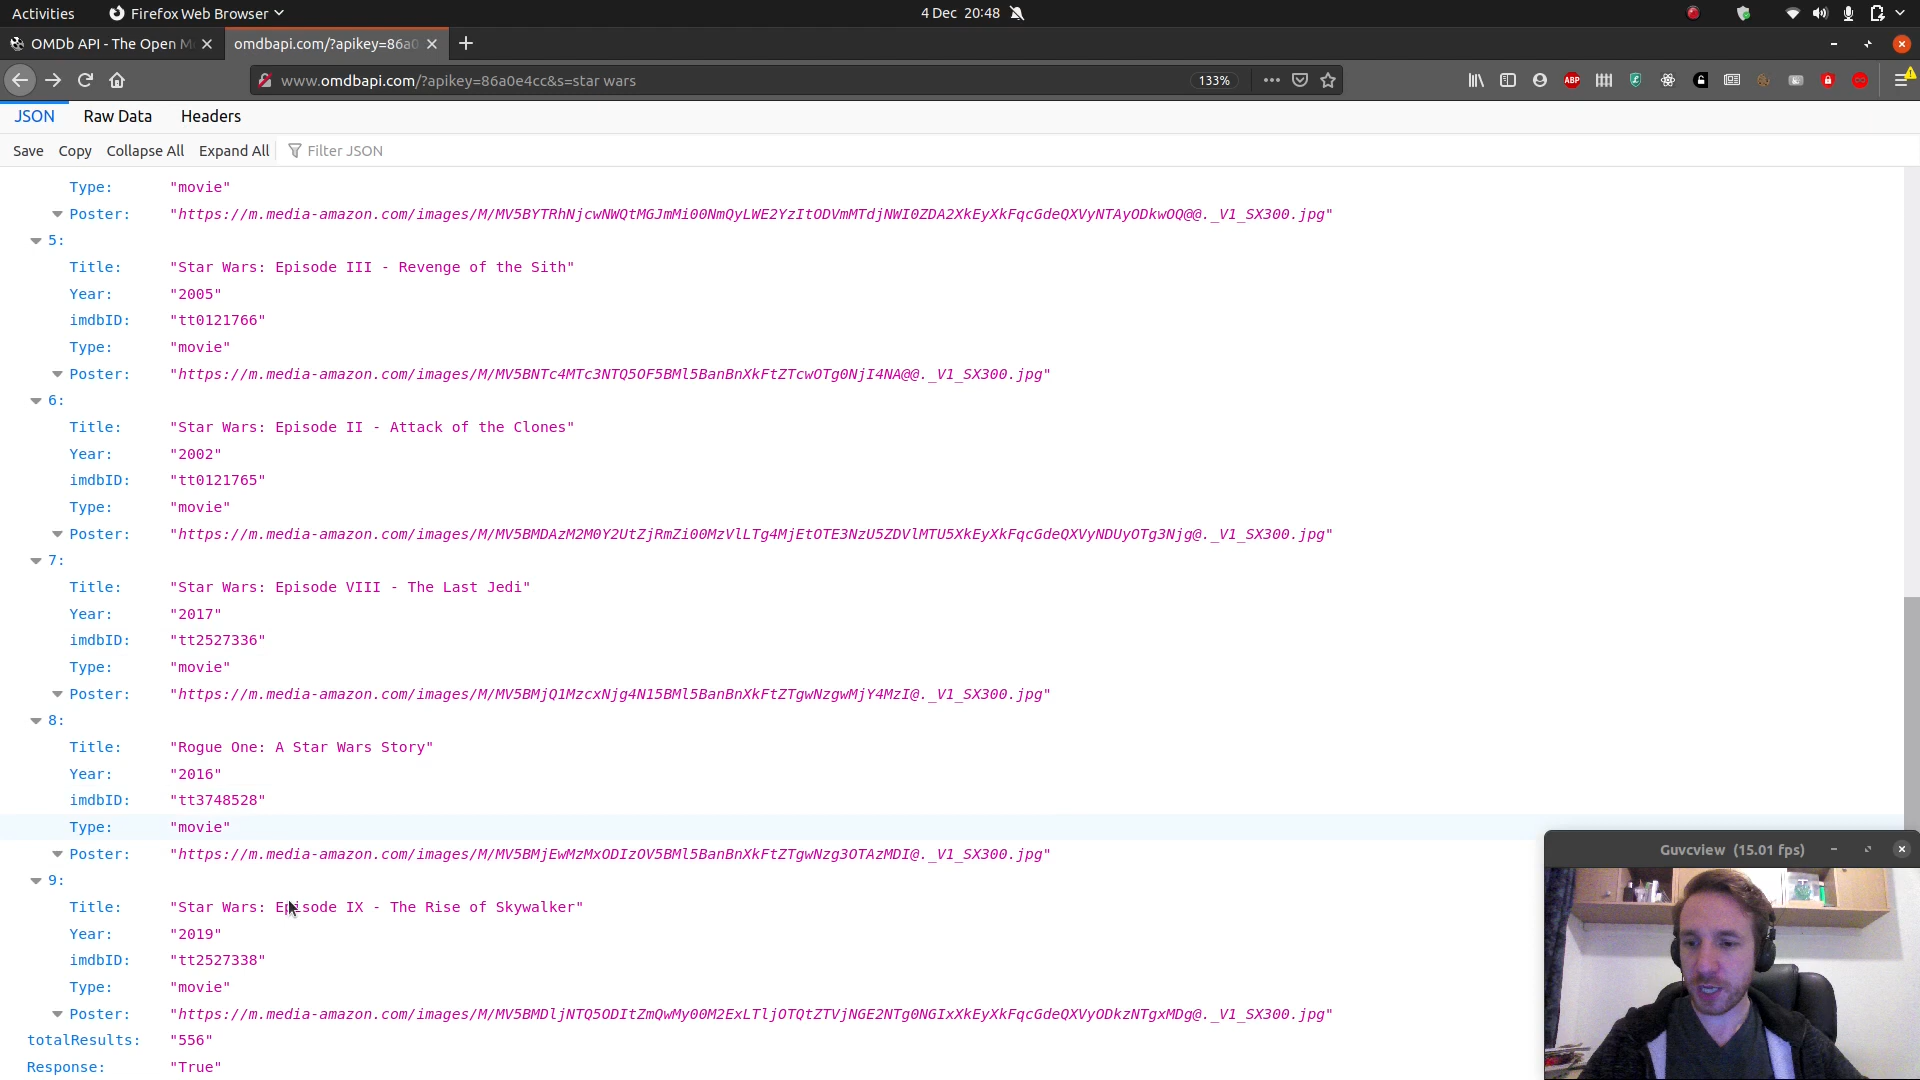 Activities
Firefox Web Browser
4 Dec 20:48
OMDb API - The Open M
omdbapi.com/?apikey=86a0
www.omdbapi.com/?apikey=86a0e4cc&s=star wars
133%
ABP
JSON
Raw Data
Headers
Save
Copy
Collapse All
Expand All
Filter JSON
Type: "movie"
Poster: "https://m.media-amazon.com/images/M/MV5BYTRhNjcwNWQtMGJmMi00NmQyLWE2YzItODVmMTdjNWI0ZDA2XkEyXkFqcGdeQXVyNTAyODkwOQ@@._V1_SX300.jpg"
5:
Title: "Star Wars: Episode III - Revenge of the Sith"
Year: "2005"
imdbID: "tt0121766"
Type: "movie"
Poster: "https://m.media-amazon.com/images/M/MV5BNTc4MTc3NTQ5OF5BMl5BanBnXkFtZTcwOTg0NjI4NA@@._V1_SX300.jpg"
6:
Title: "Star Wars: Episode II - Attack of the Clones"
Year: "2002"
imdbID: "tt0121765"
Type: "movie"
Poster: "https://m.media-amazon.com/images/M/MV5BMDAzM2M0Y2UtZjRmZi00MzVlLTg4MjEtOTE3NzU5ZDVlMTU5XkEyXkFqcGdeQXVyNDUyOTg3Njg@._V1_SX300.jpg"
7:
Title: "Star Wars: Episode VIII - The Last Jedi"
Year: "2017"
imdbID: "tt2527336"
Type: "movie"
Poster: "https://m.media-amazon.com/images/M/MV5BMjQ1MzcxNjg4N15BMl5BanBnXkFtZTgwNzgwMjY4MzI@._V1_SX300.jpg"
8:
Title: "Rogue One: A Star Wars Story"
Year: "2016"
imdbID: "tt3748528"
Type: "movie"
Poster: "https://m.media-amazon.com/images/M/MV5BMjEwMzMxODIzOV5BMl5BanBnXkFtZTgwNzg3OTAzMDI@._V1_SX300.jpg"
9:
Title: "Star Wars: Episode IX - The Rise of Skywalker"
Year: "2019"
imdbID: "tt2527338"
Type: "movie"
Poster: "https://m.media-amazon.com/images/M/MV5BMDljNTQ5ODItZmQwMy00M2ExLTljOTQtZTVjNGE2NTg0NGIxXkEyXkFqcGdeQXVyODkzNTgxMDg@._V1_SX300.jpg"
totalResults: "556"
Response: "True"
Guvcview (15.01 fps)